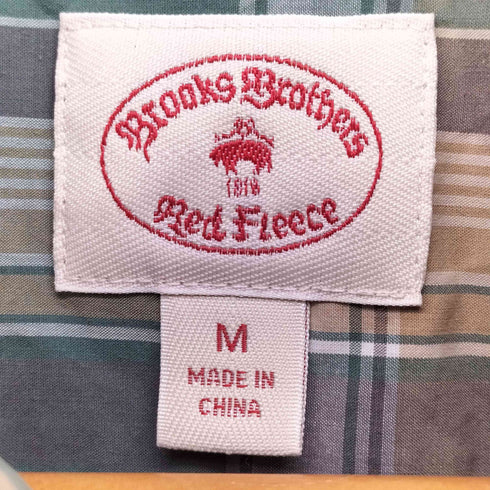 Brooks Brothers
1818
Red Fleece
M
MADE IN
CHINA